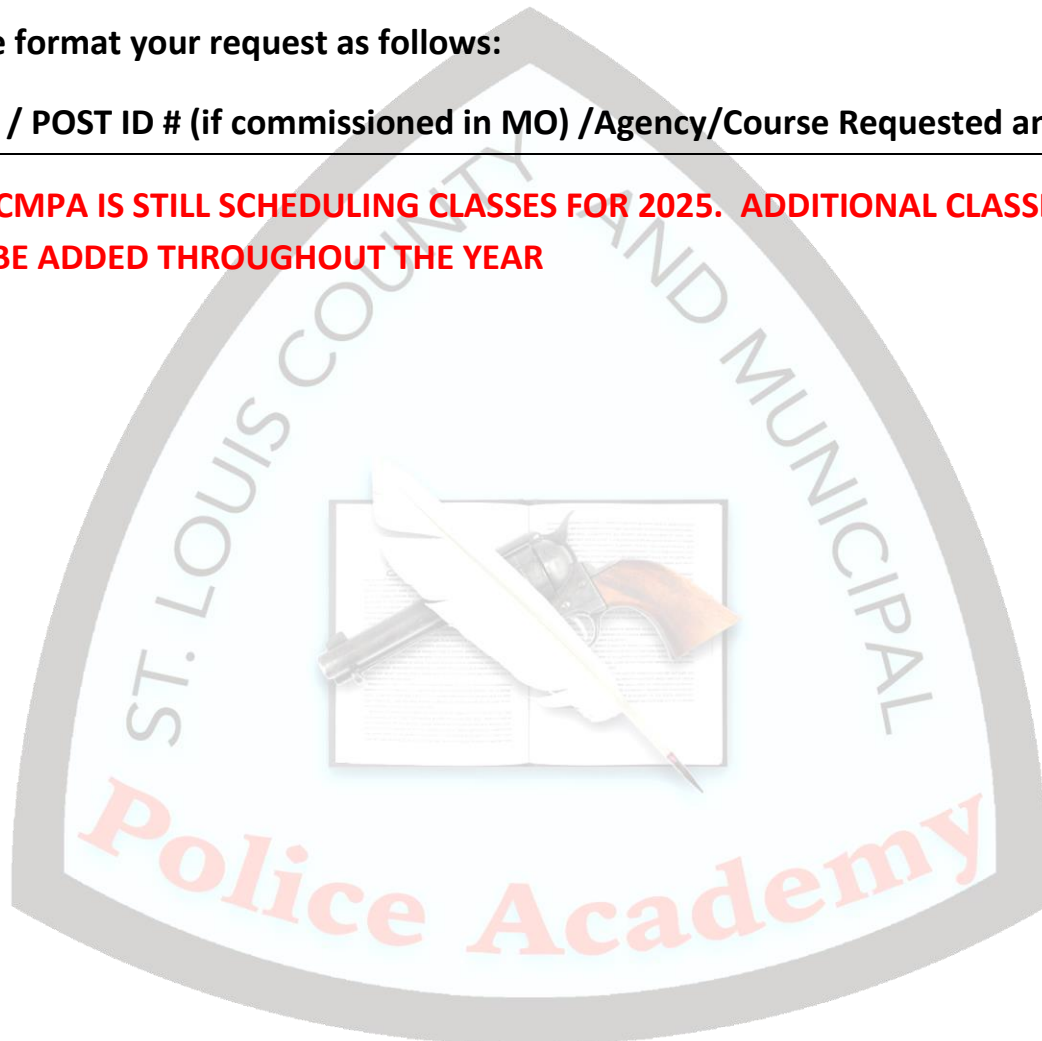 e format your request as follows:
/ POST ID # (if commissioned in MO) /Agency/Course Requested a
CMPA IS STILL SCHEDULING CLASSES FOR 2025. ADDITIONAL CLASS
BE ADDED THROUGHOUT THE YEAR
ST. LOUIS COUNTY AND MUNICIPAL
Police Academy